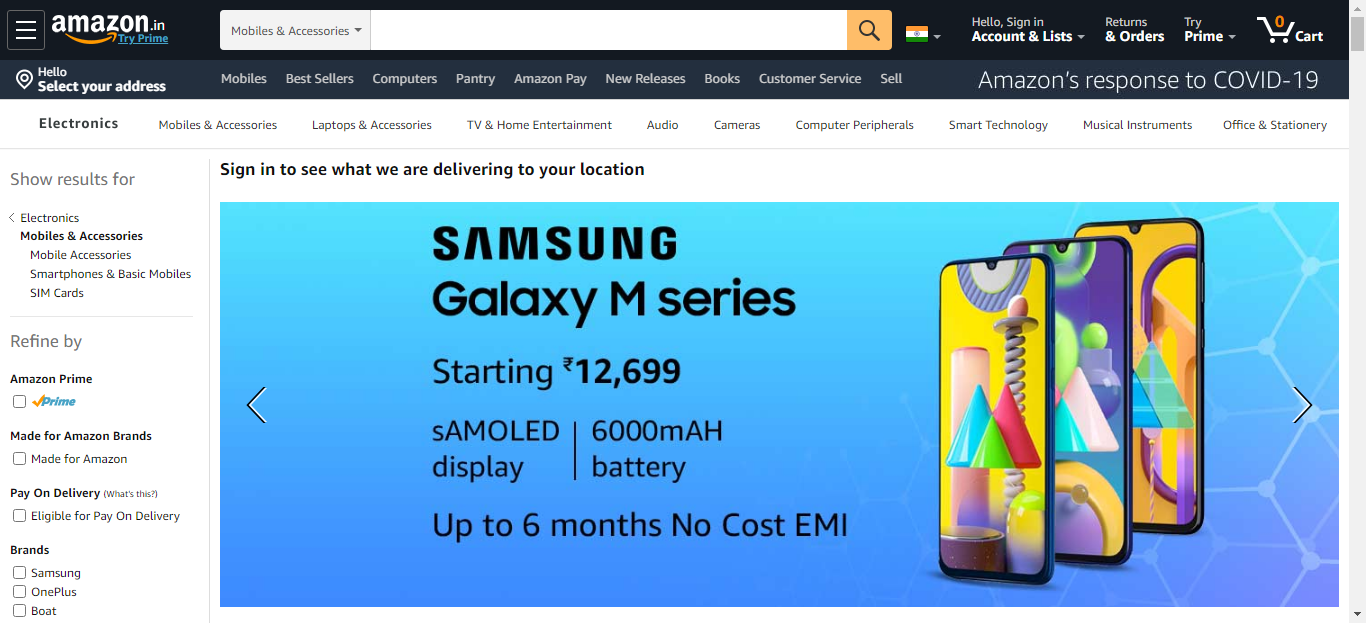 amazon.in
Try Prime
Mobiles & Accessories
Hello, Sign in
Account & Lists
Returns
& Orders
Try
Prime
0
Cart
Hello
Select your address
Mobiles
Best Sellers
Computers
Pantry
Amazon Pay
New Releases
Books
Customer Service
Sell
Amazon's response to COVID-19
Electronics
Mobiles & Accessories
Laptops & Accessories
TV & Home Entertainment
Audio
Cameras
Computer Peripherals
Smart Technology
Musical Instruments
Office & Stationery
Show results for
Electronics
Mobiles & Accessories
Mobile Accessories
Smartphones & Basic Mobiles
SIM Cards
Refine by
Amazon Prime
Prime
Made for Amazon Brands
Made for Amazon
Pay On Delivery (What's this?)
Eligible for Pay On Delivery
Brands
Samsung
OnePlus
Boat
Sign in to see what we are delivering to your location
SAMSUNG
Galaxy M series
Starting ₹12,699
sAMOLED
display
6000mAH
battery
Up to 6 months No Cost EMI